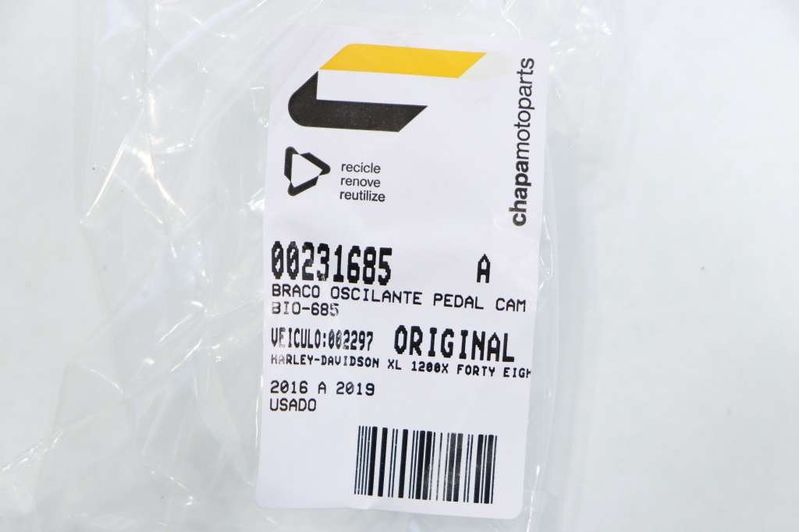 chapamotoparts
recicle
renove
reutilize
00231685 A
BRACO OSCILANTE PEDAL CAM
BIO-685
VEICULO:002297 ORIGINAL
HARLEY-DAVIDSON XL 1200X FORTY EIGH
2016 A 2019
USADO